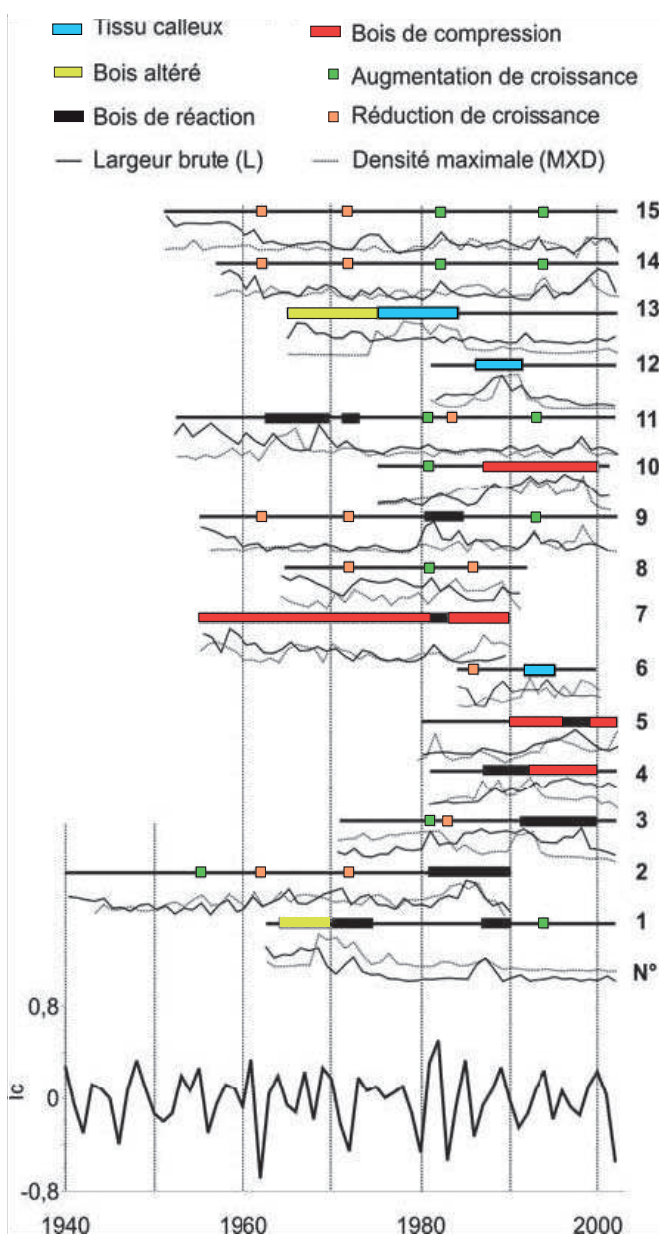 Tissu calleux
Bois de compression
Bois altéré
Augmentation de croissance
Bois de réaction
Réduction de croissance
Largeur brute (L)
Densité maximale (MXD)
15
14
13
12
11
10
9
8
7
6
5
4
3
2
1
N°
0,8
Ic
0
-0,8
1940
1960
1980
2000